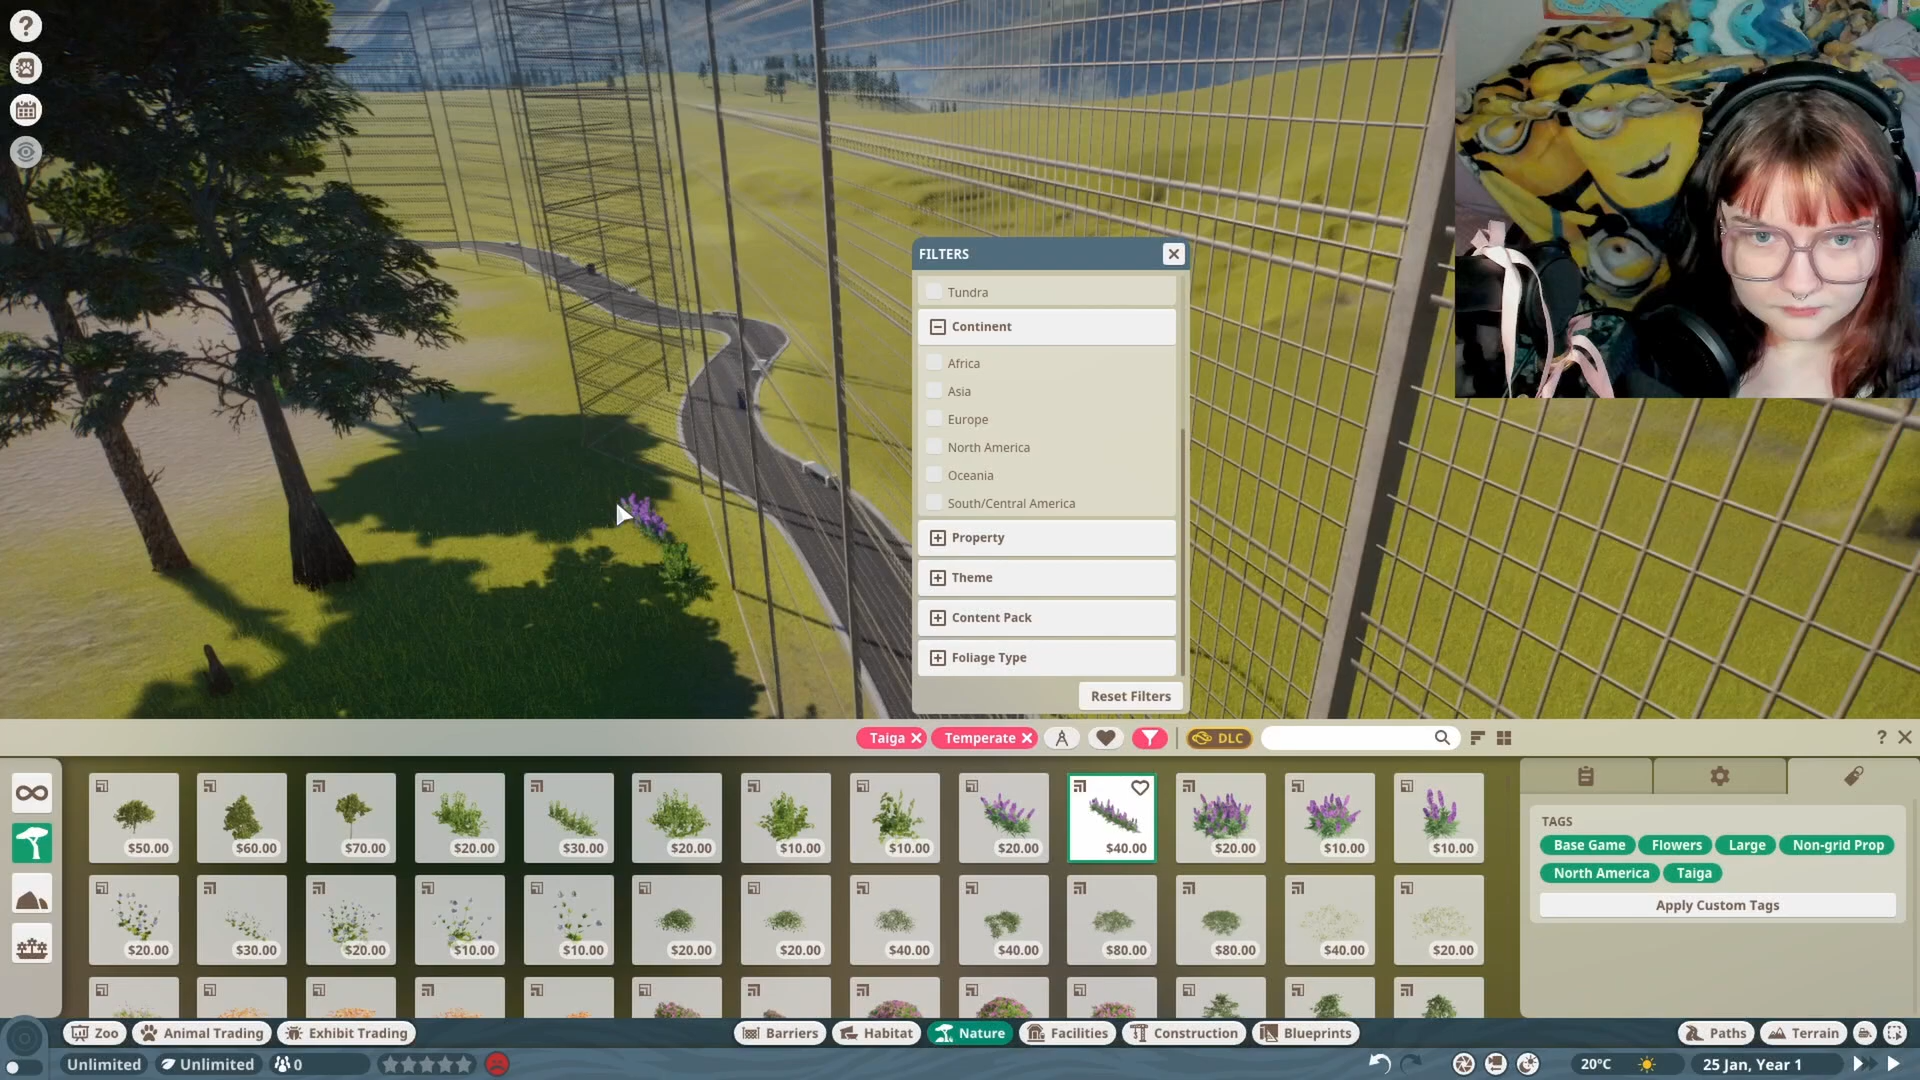 FILTERS
Tundra
Continent
Africa
Asia
Europe
North America
Oceania
South/Central America
Property
Theme
Content Pack
Foliage Type
Reset Filters
Taiga Temperate DLC ?
$50.00 $60.00 $70.00 $20.00 $30.00 $20.00 $10.00 $10.00 $20.00 $40.00 $20.00 $10.00 $10.00
$20.00 $30.00 $20.00 $10.00 $10.00 $20.00 $20.00 $40.00 $40.00 $80.00 $80.00 $40.00 $20.00
TAGS
Base Game Flowers Large Non-grid Prop
North America Taiga
Apply Custom Tags
Zoo Animal Trading Exhibit Trading Barriers Habitat Nature Facilities Construction Blueprints Paths Terrain
Unlimited Unlimited 0 20°C 25 Jan, Year 1